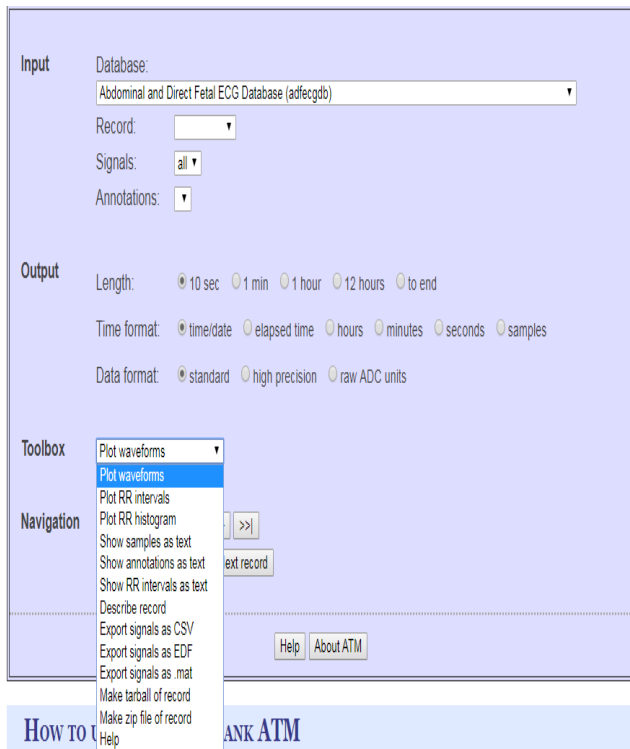 Input Database:
Abdominal and Direct Fetal ECG Database (adfecgdb)
Record:
Signals: all
Annotations:
Output Length: 10 sec 1 min 1 hour 12 hours to end
Time format: time/date elapsed time hours minutes seconds samples
Data format: standard high precision raw ADC units
Toolbox Plot waveforms
Plot waveforms
Plot RR intervals
Navigation Plot RR histogram >>|
Show samples as text
Show annotations as text ext record
Show RR intervals as text
Describe record
Export signals as CSV
Export signals as EDF Help About ATM
Export signals as .mat
Make tarball of record
Make zip file of record
HOW TO U ANK ATM
Help